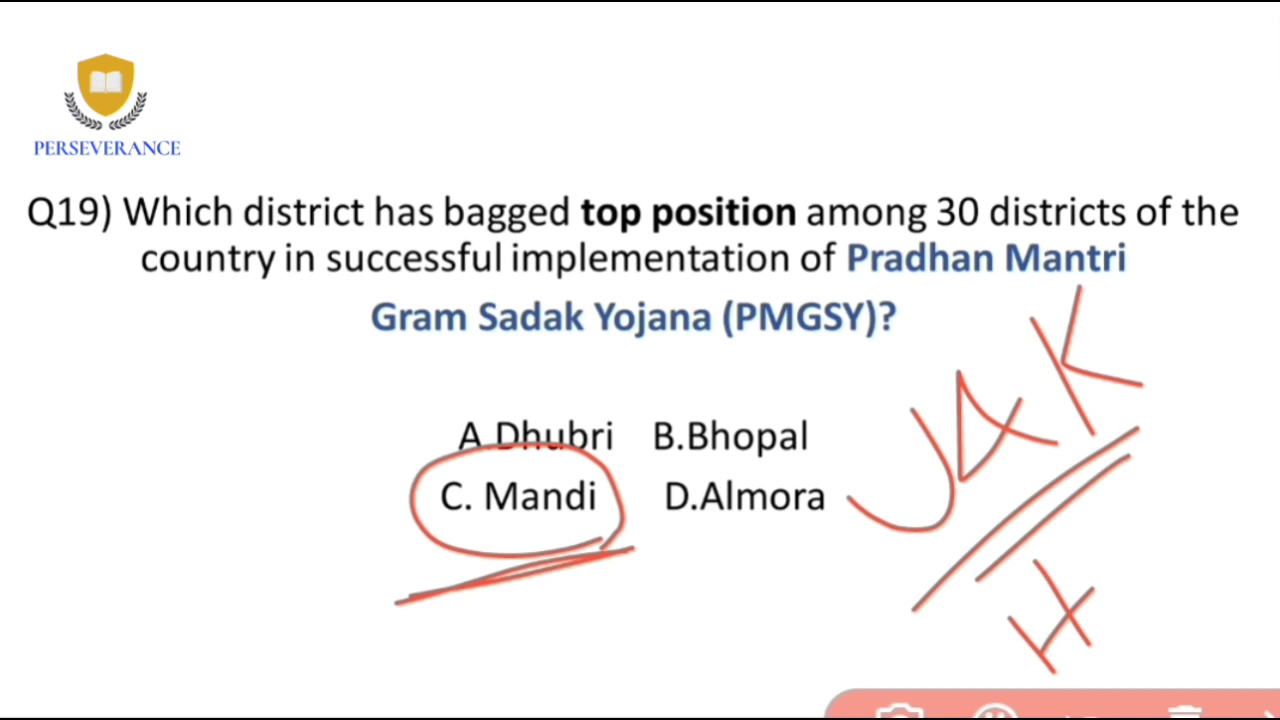 PERSEVERANCE
Q19) Which district has bagged top position among 30 districts of the
country in successful implementation of Pradhan Mantri
Gram Sadak Yojana (PMGSY)?
A.Dhubri B.Bhopal
C. Mandi D.Almora
J&K
H